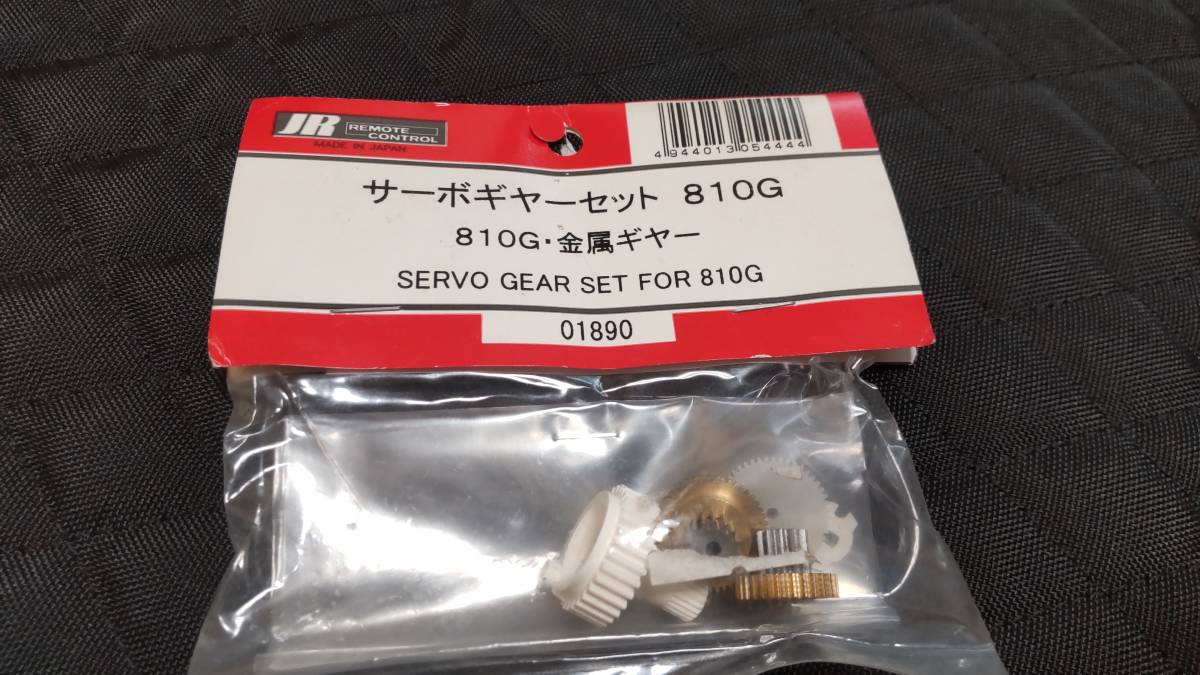 JR REMOTE CONTROL
MADE IN JAPAN
4944013054444
サーボギヤーセット 810G
810G・金属ギヤー
SERVO GEAR SET FOR 810G
01890